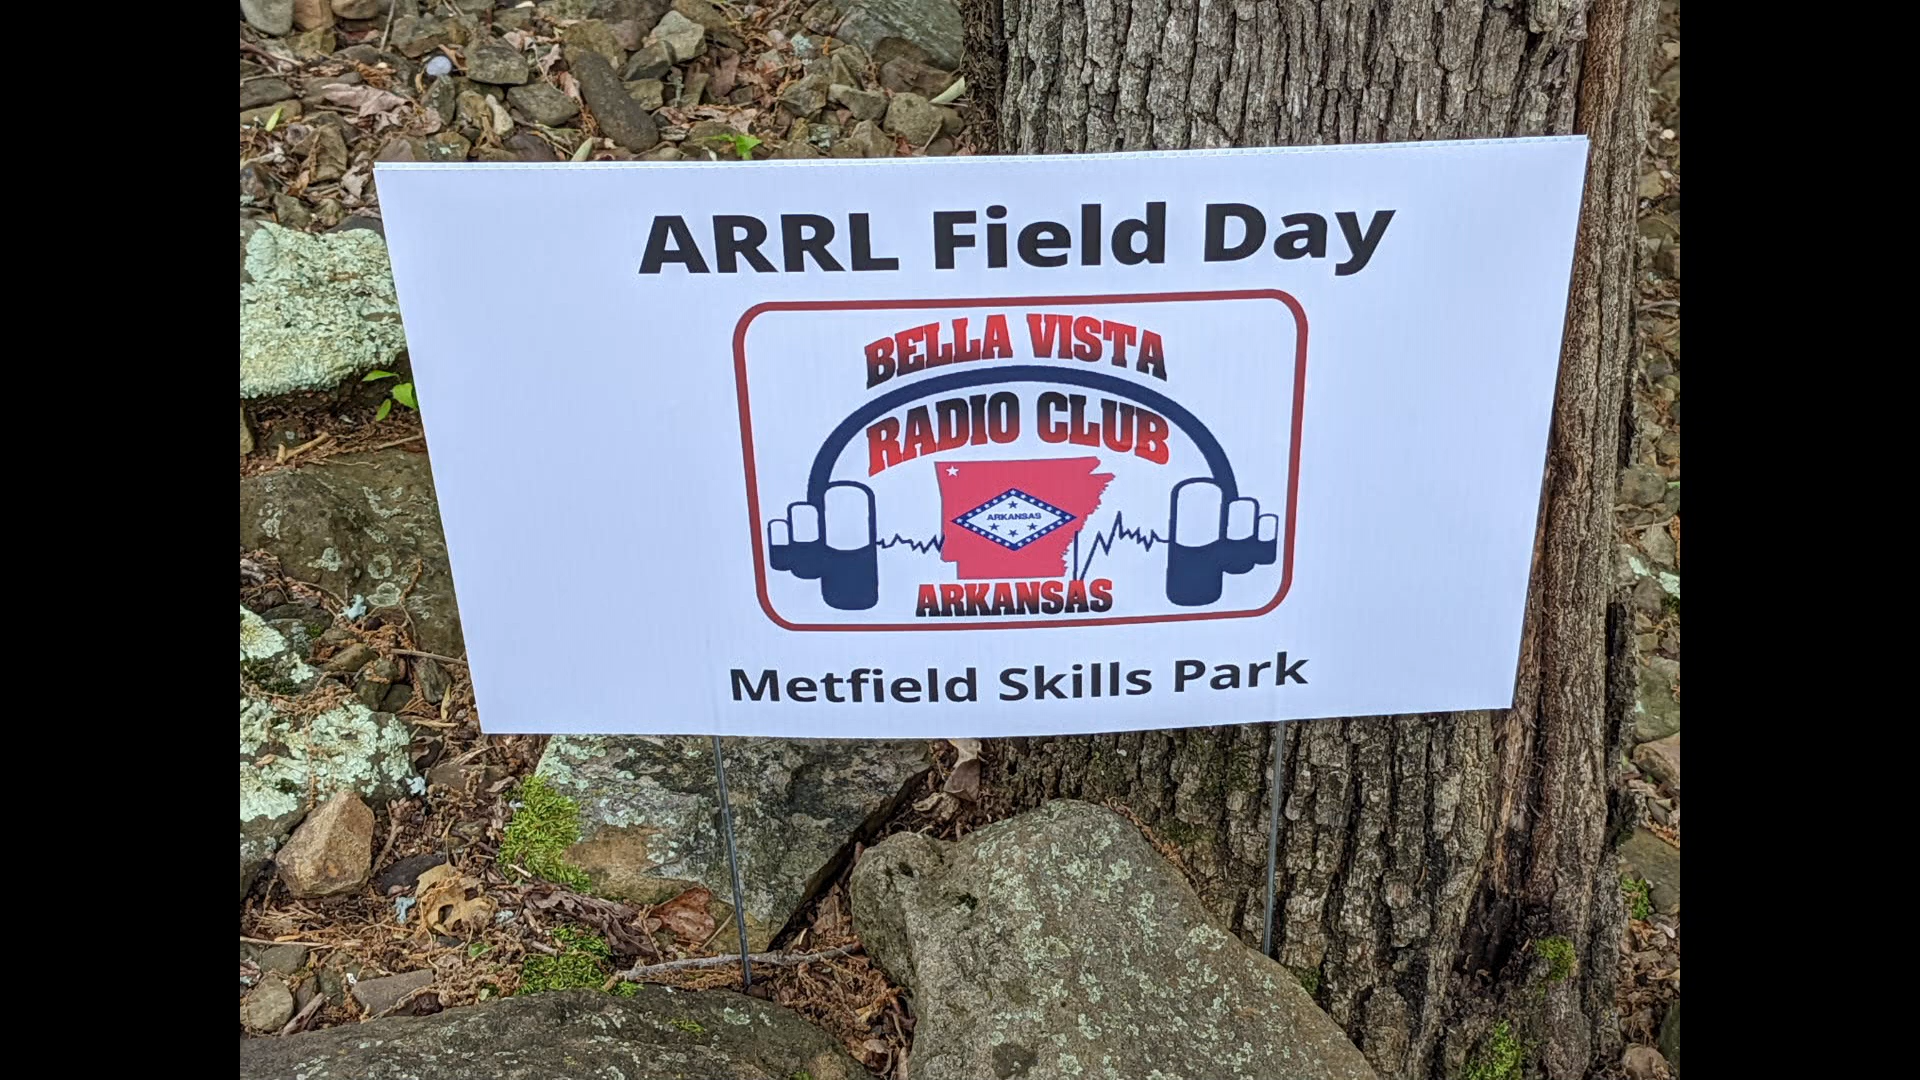 ARRL Field Day
BELLA VISTA
RADIO CLUB
ARKANSAS
ARKANSAS
Metfield Skills Park